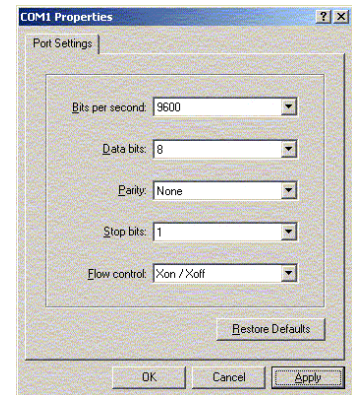 COM1 Properties
Port Settings
Bits per second: 9600
Data bits: 8
Parity: None
Stop bits: 1
Flow control: Xon / Xoff
Restore Defaults
OK Cancel Apply